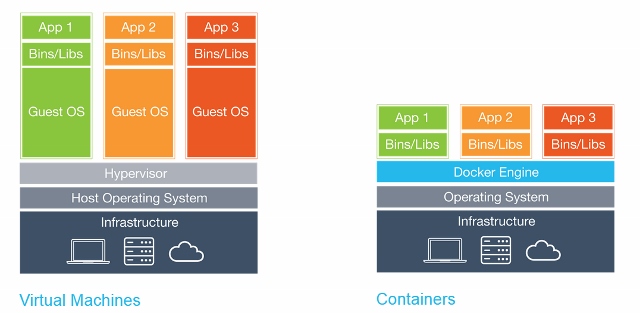 App 1
App 2
App 3
Bins/Libs
Bins/Libs
Bins/Libs
Guest OS
Guest OS
Guest OS
Hypervisor
Host Operating System
Infrastructure
Virtual Machines
App 1
App 2
App 3
Bins/Libs
Bins/Libs
Bins/Libs
Docker Engine
Operating System
Infrastructure
Containers